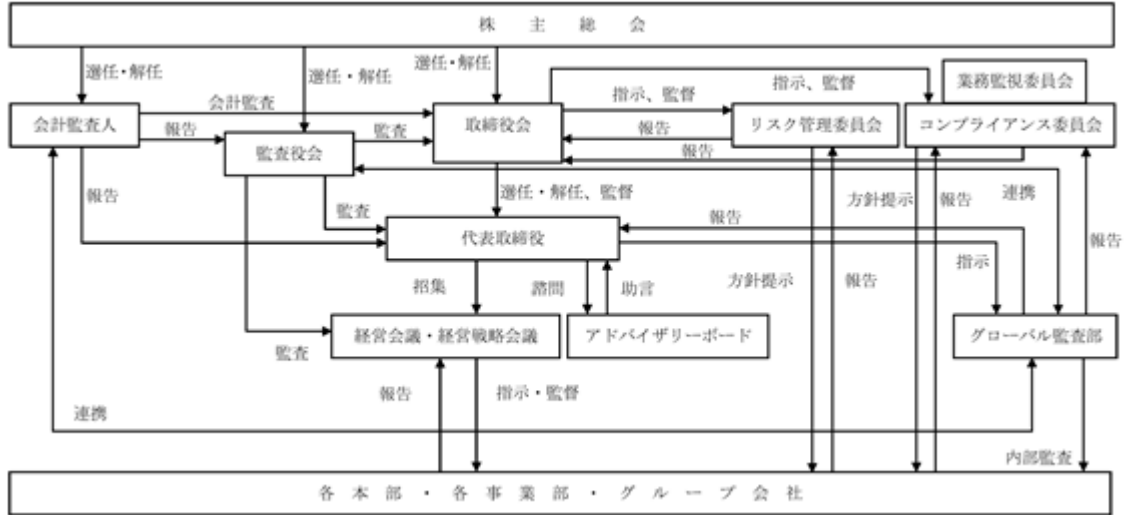 株主総会
選任・解任
選任・解任
選任・解任
指示、監督
指示、監督
業務監視委員会
会計監査人
会計監査
取締役会
リスク管理委員会
コンプライアンス委員会
報告
監査
報告
報告
監査役会
報告
選任・解任、監督
方針提示
報告
連携
監査
報告
代表取締役
報告
招集
諮問
助言
方針提示
報告
指示
経営会議・経営戦略会議
アドバイザリーボード
グローバル監査部
監査
報告
指示・監督
連携
内部監査
各本部・各事業部・グループ会社